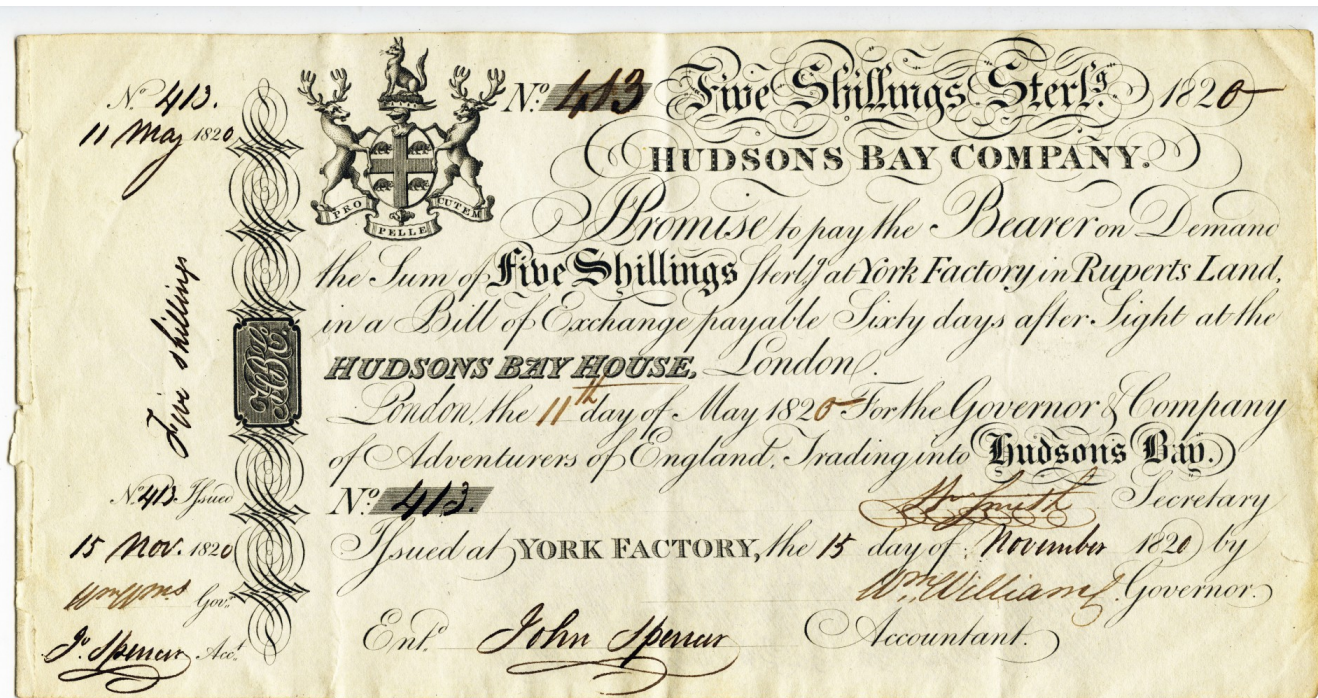 No. 413.
11 May 1820
Five shillings
No. 413. Issued
15 Nov. 1820
Wm Wms Govr.
Jo. Spencer Acct.
HBC
PRO PELLE CUTEM
No. 413 Five Shillings Sterlg. 1820
HUDSONS BAY COMPANY.
Promise to pay the Bearer on Demand
the Sum of Five Shillings Sterlg. at York Factory in Ruperts Land,
in a Bill of Exchange payable Sixty days after Sight at the
HUDSONS BAY HOUSE, London.
London, the 11th day of May 1820 For the Governor & Company
of Adventurers of England, Trading into Hudsons Bay.
No. 413. Wm Smith Secretary
Issued at YORK FACTORY, the 15 day of November 1820 by
Wm. Williams Governor.
Entd. John Spencer Accountant.